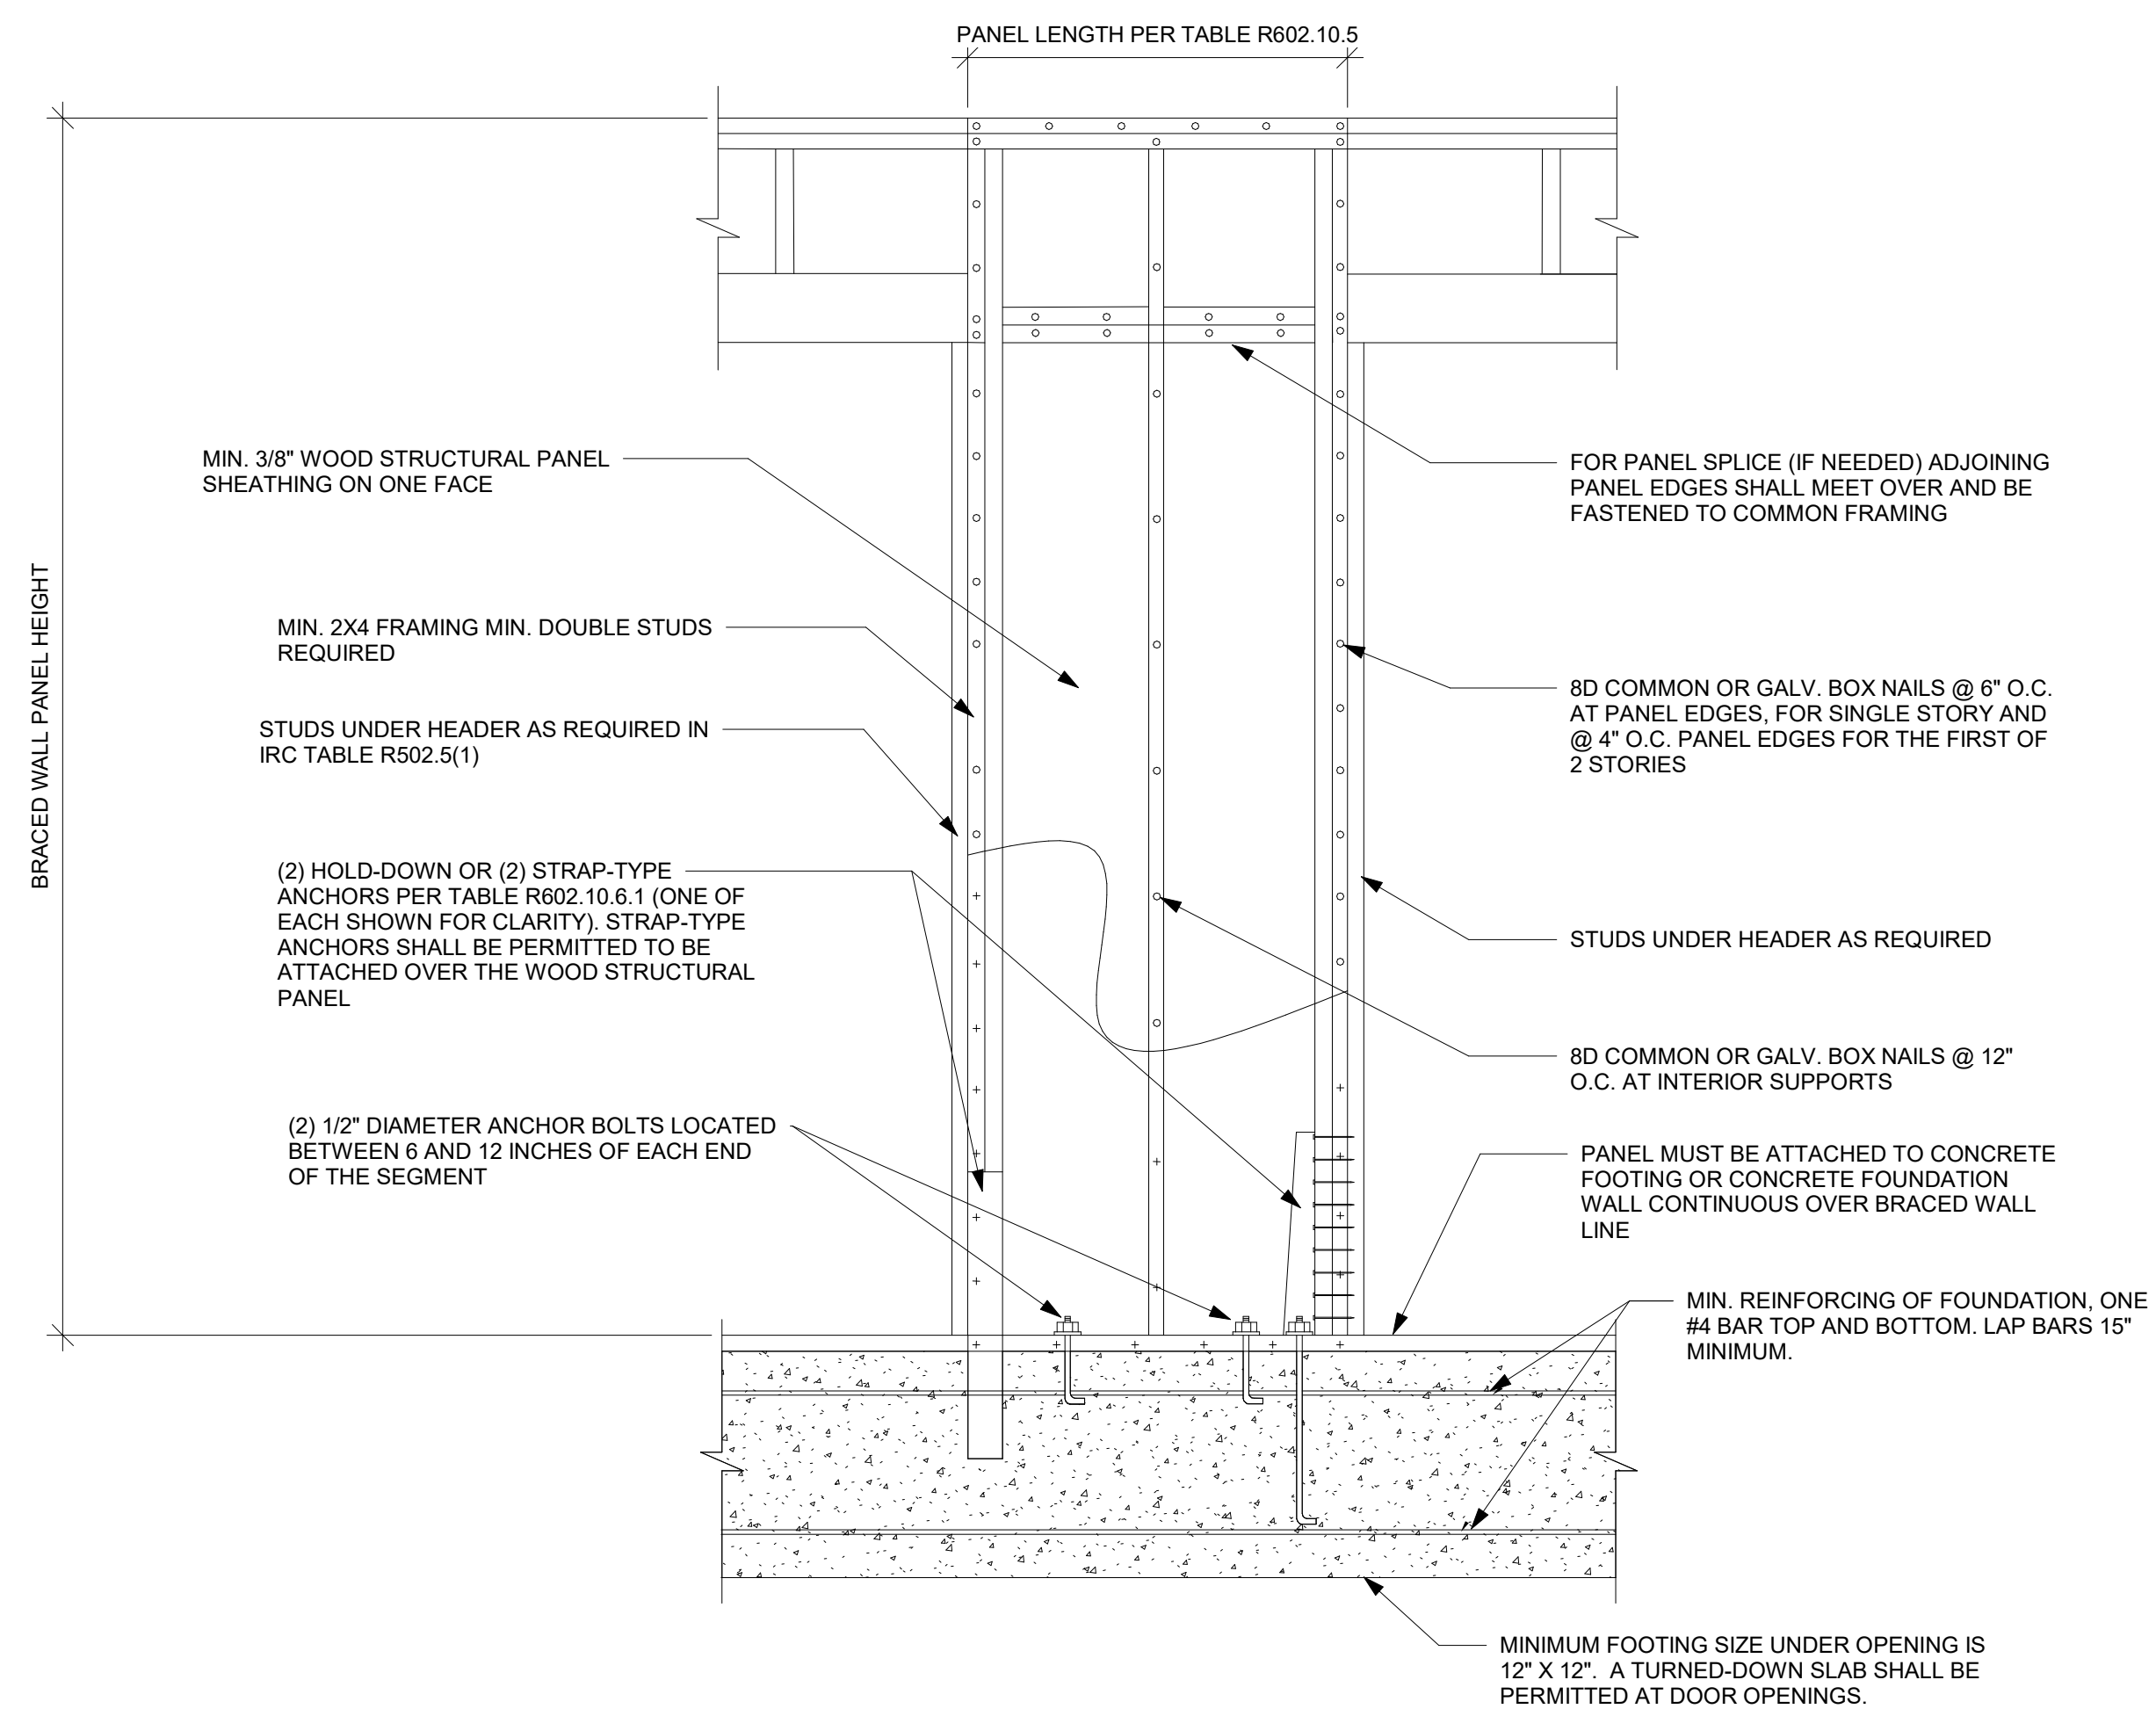 PANEL LENGTH PER TABLE R602.10.5
BRACED WALL PANEL HEIGHT
MIN. 3/8" WOOD STRUCTURAL PANEL
SHEATHING ON ONE FACE
MIN. 2X4 FRAMING MIN. DOUBLE STUDS
REQUIRED
STUDS UNDER HEADER AS REQUIRED IN
IRC TABLE R502.5(1)
(2) HOLD-DOWN OR (2) STRAP-TYPE
ANCHORS PER TABLE R602.10.6.1 (ONE OF
EACH SHOWN FOR CLARITY). STRAP-TYPE
ANCHORS SHALL BE PERMITTED TO BE
ATTACHED OVER THE WOOD STRUCTURAL
PANEL
(2) 1/2" DIAMETER ANCHOR BOLTS LOCATED
BETWEEN 6 AND 12 INCHES OF EACH END
OF THE SEGMENT
FOR PANEL SPLICE (IF NEEDED) ADJOINING
PANEL EDGES SHALL MEET OVER AND BE
FASTENED TO COMMON FRAMING
8D COMMON OR GALV. BOX NAILS @ 6" O.C.
AT PANEL EDGES, FOR SINGLE STORY AND
@ 4" O.C. PANEL EDGES FOR THE FIRST OF
2 STORIES
STUDS UNDER HEADER AS REQUIRED
8D COMMON OR GALV. BOX NAILS @ 12"
O.C. AT INTERIOR SUPPORTS
PANEL MUST BE ATTACHED TO CONCRETE
FOOTING OR CONCRETE FOUNDATION
WALL CONTINUOUS OVER BRACED WALL
LINE
MIN. REINFORCING OF FOUNDATION, ONE
#4 BAR TOP AND BOTTOM. LAP BARS 15"
MINIMUM.
MINIMUM FOOTING SIZE UNDER OPENING IS
12" X 12".  A TURNED-DOWN SLAB SHALL BE
PERMITTED AT DOOR OPENINGS.